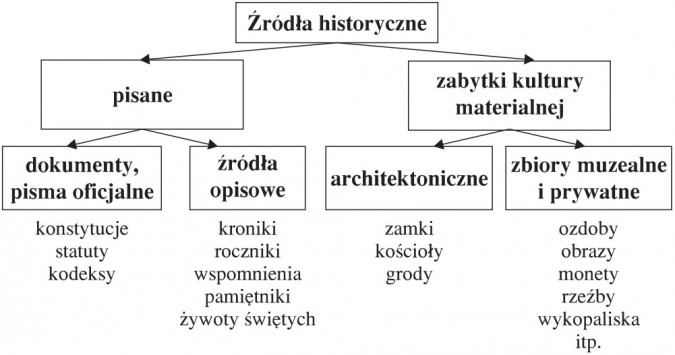 Źródła historyczne
pisane
zabytki kultury
materialnej
dokumenty,
pisma oficjalne
źródła
opisowe
architektoniczne
zbiory muzealne
i prywatne
konstytucje
statuty
kodeksy
kroniki
roczniki
wspomnienia
pamiętniki
żywoty świętych
zamki
kościoły
grody
ozdoby
obrazy
monety
rzeźby
wykopaliska
itp.